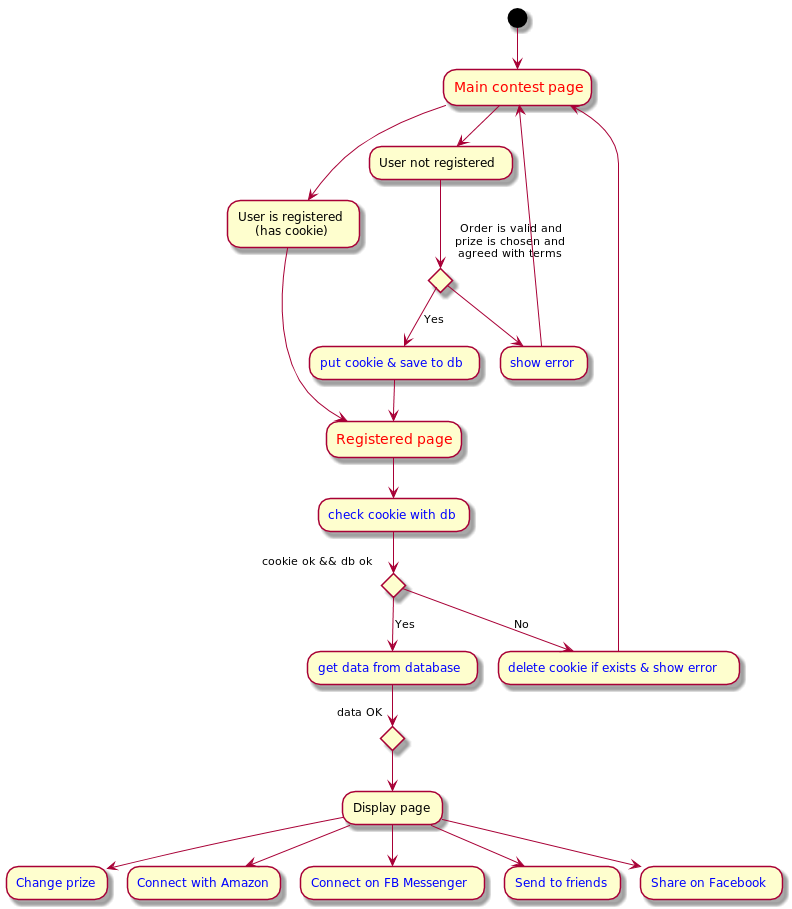 Main contest page
User not registered
User is registered
(has cookie)
Order is valid and
prize is chosen and
agreed with terms
Yes
put cookie & save to db
show error
Registered page
check cookie with db
cookie ok && db ok
Yes
No
get data from database
delete cookie if exists & show error
data OK
Display page
Change prize
Connect with Amazon
Connect on FB Messenger
Send to friends
Share on Facebook